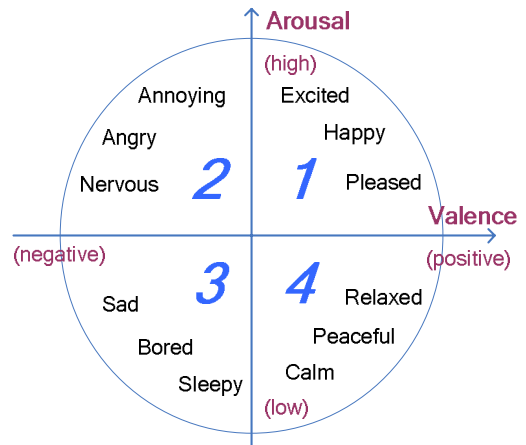 Arousal
(high)
Annoying
Excited
Angry
Happy
Nervous
2
1
Pleased
Valence
(negative)
(positive)
3
4
Sad
Relaxed
Bored
Peaceful
Sleepy
Calm
(low)